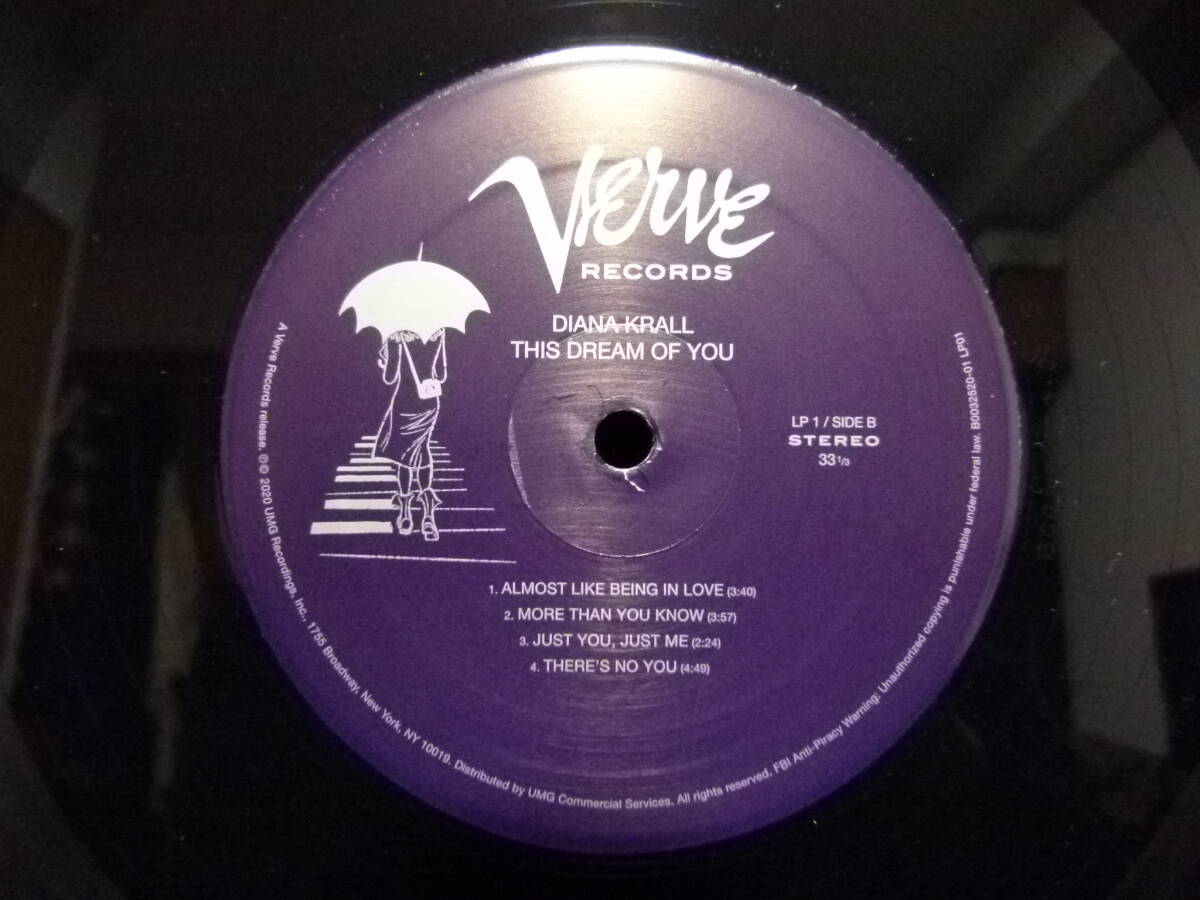 Verve
RECORDS
DIANA KRALL
THIS DREAM OF YOU
LP 1 / SIDE B
STEREO
33 1/3
1. ALMOST LIKE BEING IN LOVE (3:40)
2. MORE THAN YOU KNOW (3:57)
3. JUST YOU, JUST ME (2:24)
4. THERE'S NO YOU (4:49)
A Verve Records release. ℗© 2020 UMG Recordings, Inc., 1755 Broadway, New York, NY 10019. Distributed by UMG Commercial Services. All rights reserved. FBI Anti-Piracy Warning: Unauthorized copying is punishable under federal law. B0032520-01 LP01